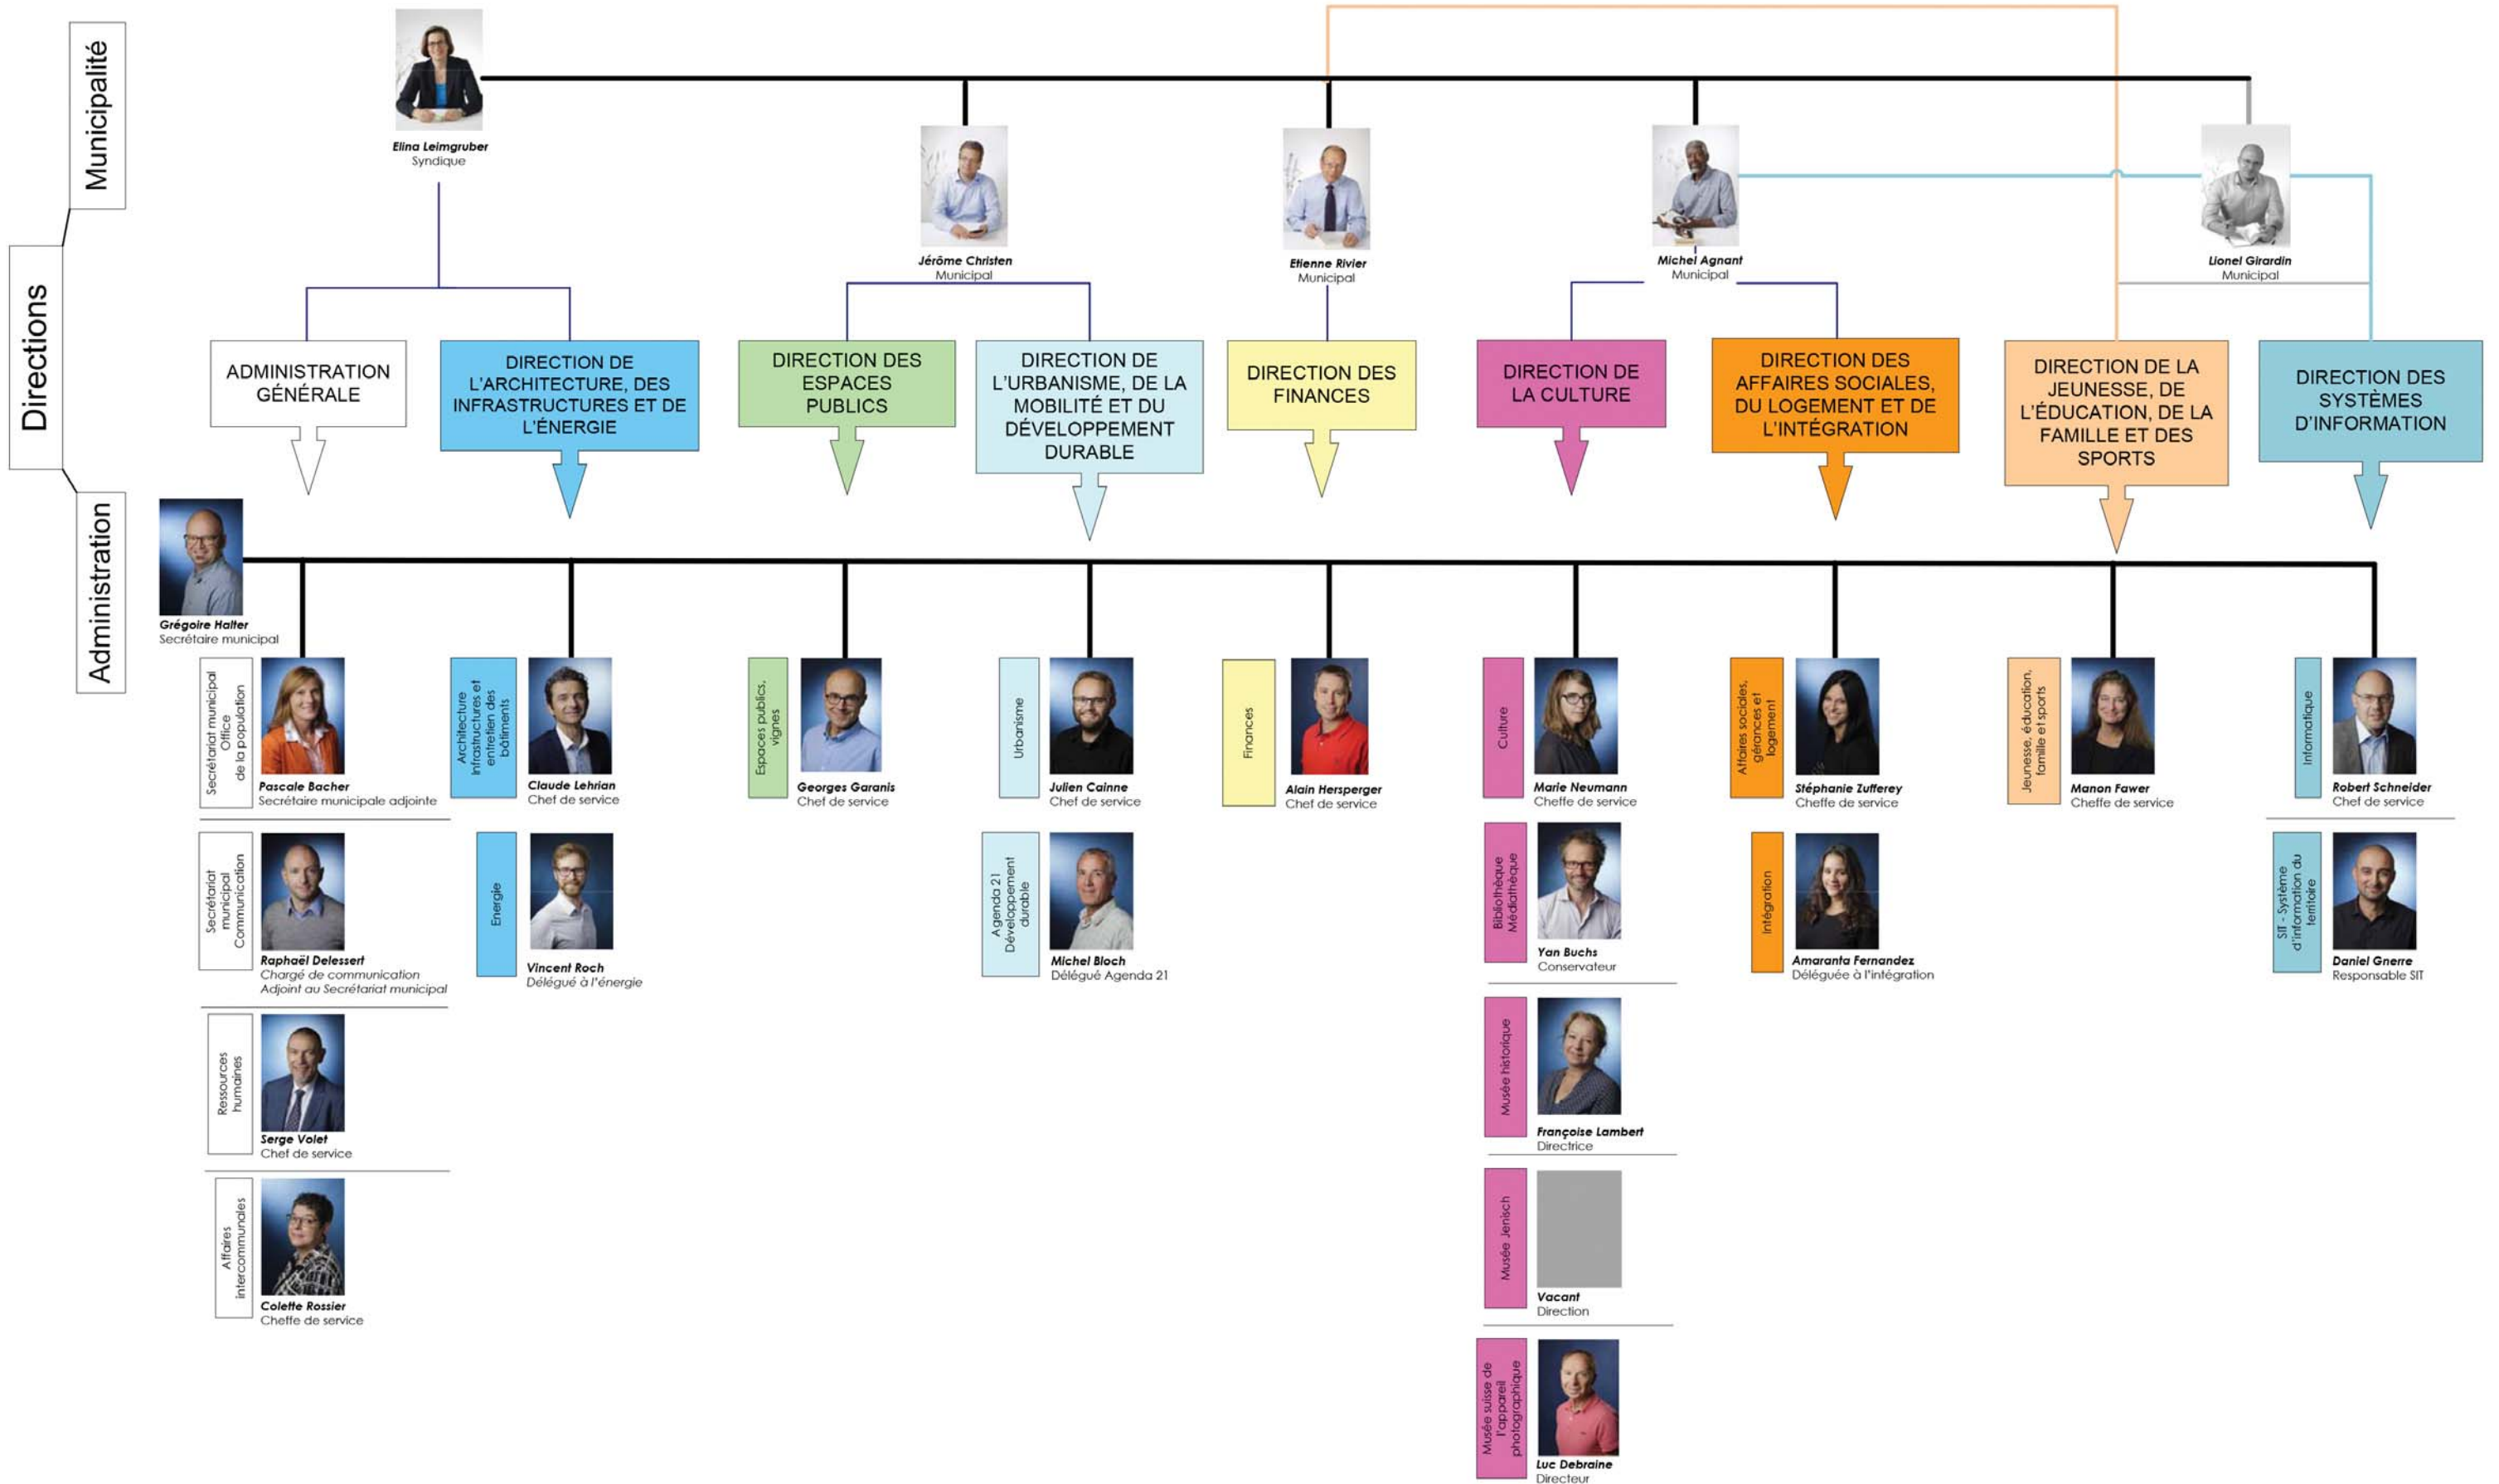 Municipalité
Directions
Administration
Elina Leimgruber
Syndique
Jérôme Christen
Municipal
Etienne Rivier
Municipal
Michel Agnant
Municipal
Lionel Girardin
Municipal
ADMINISTRATION
GÉNÉRALE
DIRECTION DE
L'ARCHITECTURE, DES
INFRASTRUCTURES ET DE
L'ÉNERGIE
DIRECTION DES
ESPACES
PUBLICS
DIRECTION DE
L'URBANISME, DE LA
MOBILITÉ ET DU
DÉVELOPPEMENT
DURABLE
DIRECTION DES
FINANCES
DIRECTION DE
LA CULTURE
DIRECTION DES
AFFAIRES SOCIALES,
DU LOGEMENT ET DE
L'INTÉGRATION
DIRECTION DE LA
JEUNESSE, DE
L'ÉDUCATION, DE LA
FAMILLE ET DES
SPORTS
DIRECTION DES
SYSTÈMES
D'INFORMATION
Grégoire Halter
Secrétaire municipal
Secrétariat municipal
Office
de la population
Pascale Bacher
Secrétaire municipale adjointe
Secrétariat
municipal
Communication
Raphaël Delessert
Chargé de communication
Adjoint au Secrétariat municipal
Ressources
humaines
Serge Volet
Chef de service
Affaires
intercommunales
Colette Rossier
Cheffe de service
Architecture
Infrastructures et
entretien des
bâtiments
Claude Lehrian
Chef de service
Energie
Vincent Roch
Délégué à l'énergie
Espaces publics,
vignes
Georges Garanis
Chef de service
Urbanisme
Julien Cainne
Chef de service
Agenda 21
Développement
durable
Michel Bloch
Délégué Agenda 21
Finances
Alain Hersperger
Chef de service
Culture
Marie Neumann
Cheffe de service
Bibliothèque
Médiathèque
Yan Buchs
Conservateur
Musée historique
Françoise Lambert
Directrice
Musée Jenisch
Vacant
Direction
Musée suisse de
l'appareil
photographique
Luc Debraine
Directeur
Affaires sociales,
gérances et
logement
Stéphanie Zufferey
Cheffe de service
Intégration
Amaranta Fernandez
Déléguée à l'intégration
Jeunesse, éducation,
famille et sports
Manon Fawer
Cheffe de service
Informatique
Robert Schneider
Chef de service
SIT - Système
d'information du
territoire
Daniel Gnerre
Responsable SIT